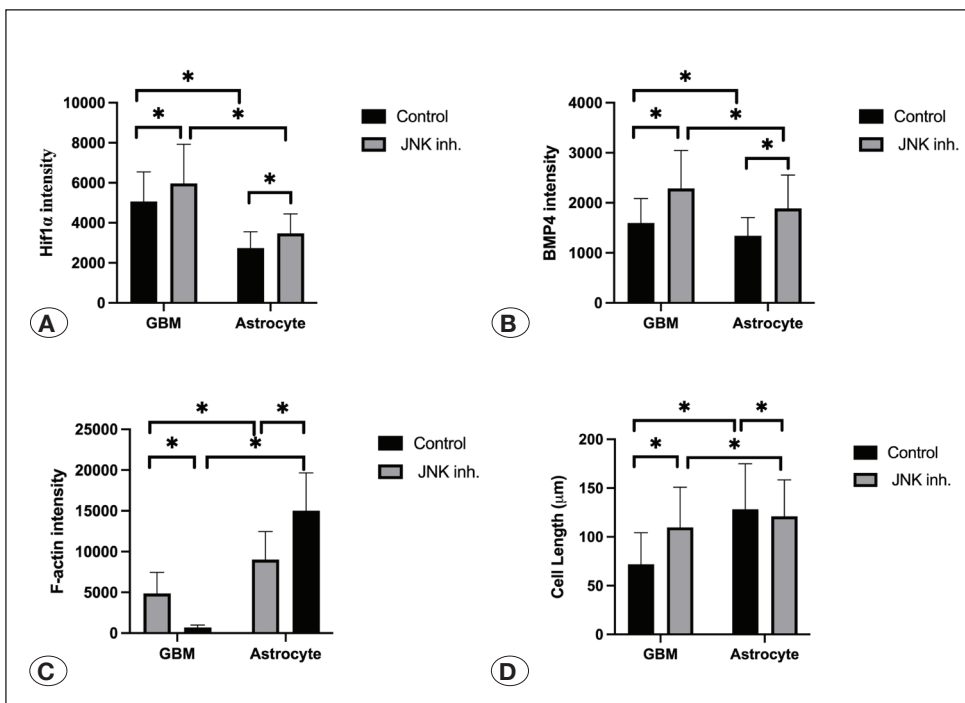 *
*
*
*
10000
8000
6000
4000
2000
0
Hif1α intensity
GBM
Astrocyte
Control
JNK inh.
A
*
*
*
*
4000
3000
2000
1000
0
BMP4 intensity
GBM
Astrocyte
Control
JNK inh.
B
*
*
*
*
25000
20000
15000
10000
5000
0
F-actin intensity
GBM
Astrocyte
Control
JNK inh.
C
*
*
*
*
200
150
100
50
0
Cell Length (μm)
GBM
Astrocyte
Control
JNK inh.
D